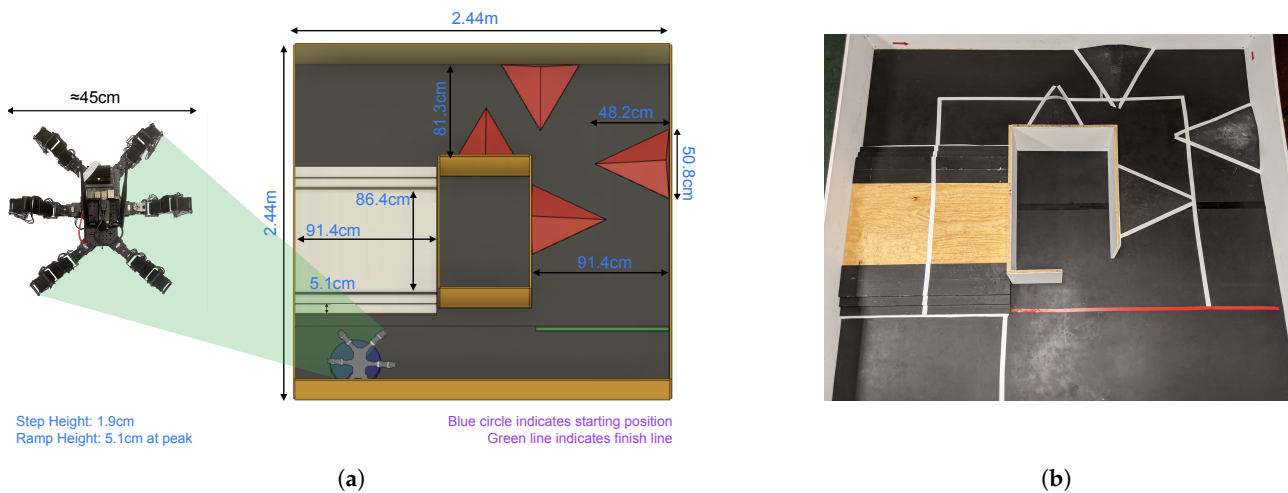 2.44m
≈45cm
81.3cm
48.2cm
50.8cm
2.44m
86.4cm
91.4cm
91.4cm
5.1cm
Step Height: 1.9cm
Ramp Height: 5.1cm at peak
Blue circle indicates starting position
Green line indicates finish line
(a)
(b)